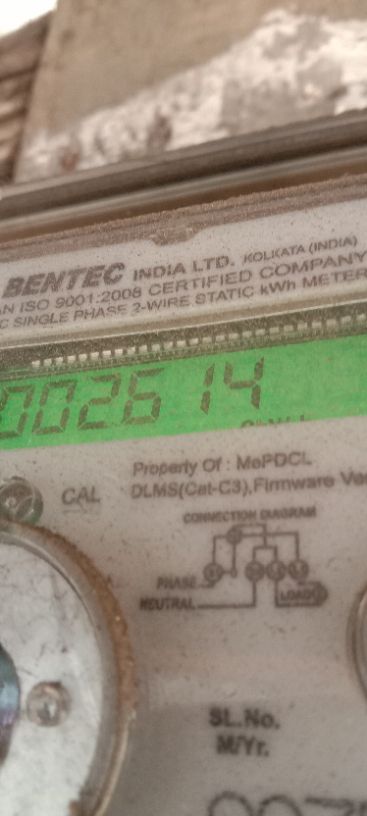 BENTEC INDIA LTD. KOLKATA (INDIA)
AN ISO 9001:2008 CERTIFIED COMPANY
C SINGLE PHASE 2-WIRE STATIC kWh METER
002614
Property Of : MePDCL
CAL
DLMS(Cat-C3),Firmware Ve
CONNECTION DIAGRAM
PHASE
NEUTRAL
LOAD
SL.No.
M/Yr.